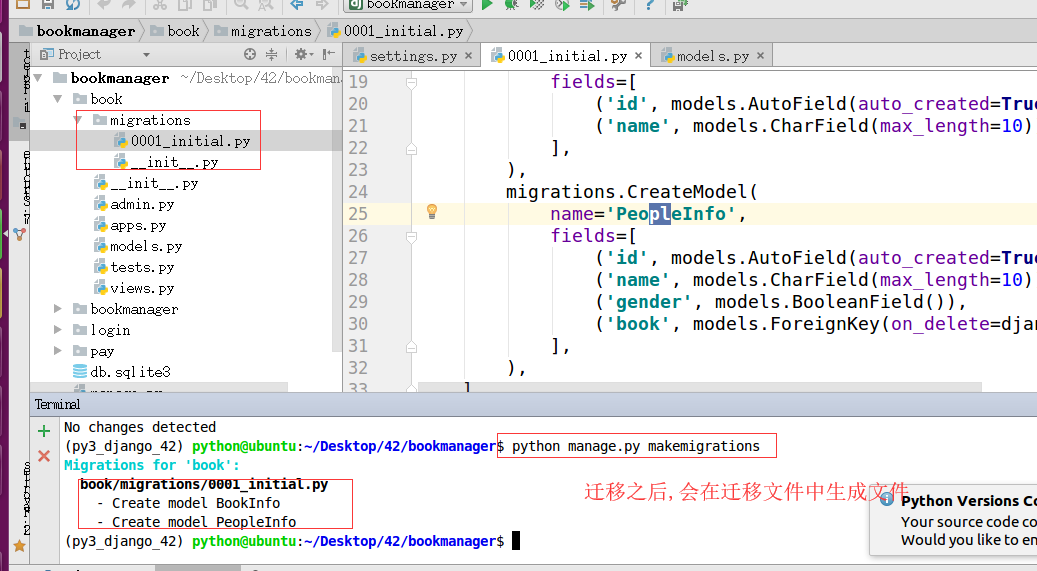 bookmanager
bookmanager book migrations 0001_initial.py
Project
settings.py × 0001_initial.py × models.py ×
bookmanager ~/Desktop/42/bookman
book
migrations
0001_initial.py
__init__.py
__init__.py
admin.py
apps.py
models.py
tests.py
views.py
bookmanager
login
pay
db.sqlite3
19 fields=[
20 ('id', models.AutoField(auto_created=True
21 ('name', models.CharField(max_length=10)
22 ],
23 ),
24 migrations.CreateModel(
25 name='PeopleInfo',
26 fields=[
27 ('id', models.AutoField(auto_created=True
28 ('name', models.CharField(max_length=10)
29 ('gender', models.BooleanField()),
30 ('book', models.ForeignKey(on_delete=djan
31 ],
32 ),
33 ]
Terminal
No changes detected
(py3_django_42) python@ubuntu:~/Desktop/42/bookmanager$ python manage.py makemigrations
Migrations for 'book':
book/migrations/0001_initial.py
- Create model BookInfo
- Create model PeopleInfo
(py3_django_42) python@ubuntu:~/Desktop/42/bookmanager$
迁移之后,会在迁移文件中生成文件
Python Versions Co
Your source code co
Would you like to en